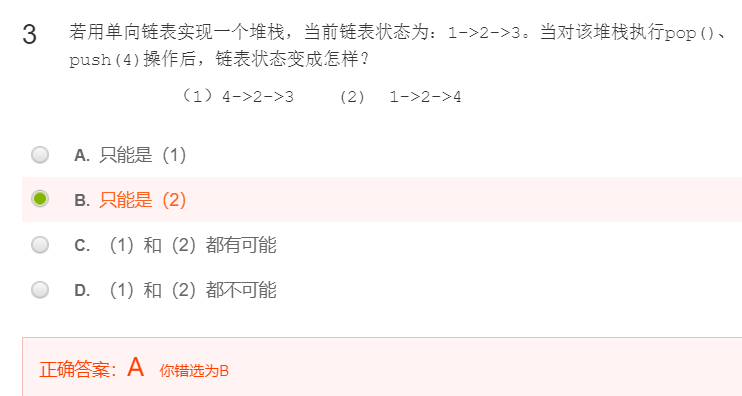 3 若用单向链表实现一个堆栈，当前链表状态为：1->2->3。当对该堆栈执行pop()、
push(4)操作后，链表状态变成怎样？
（1）4->2->3 （2） 1->2->4
A. 只能是（1）
B. 只能是（2）
C. （1）和（2）都有可能
D. （1）和（2）都不可能
正确答案：A 你错选为B